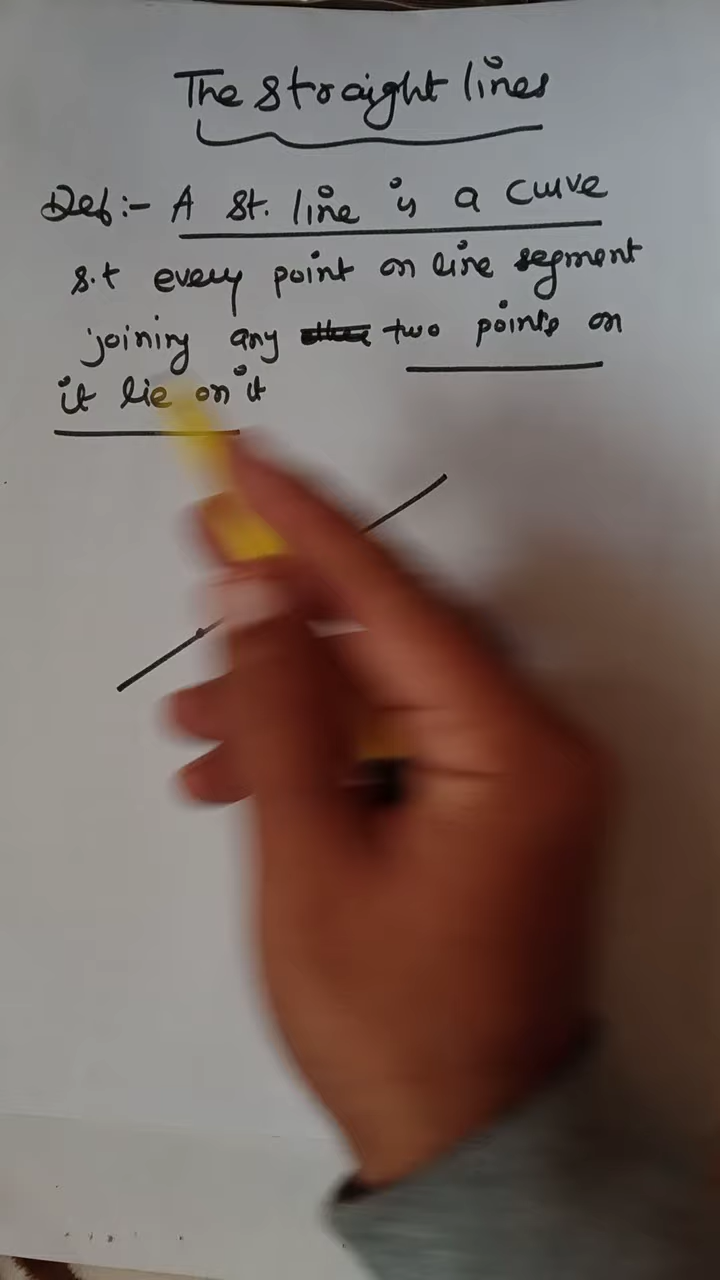 The straight lines
Def:- A st. line is a curve
s.t every point on line segment
joining any two points on
it lie on it